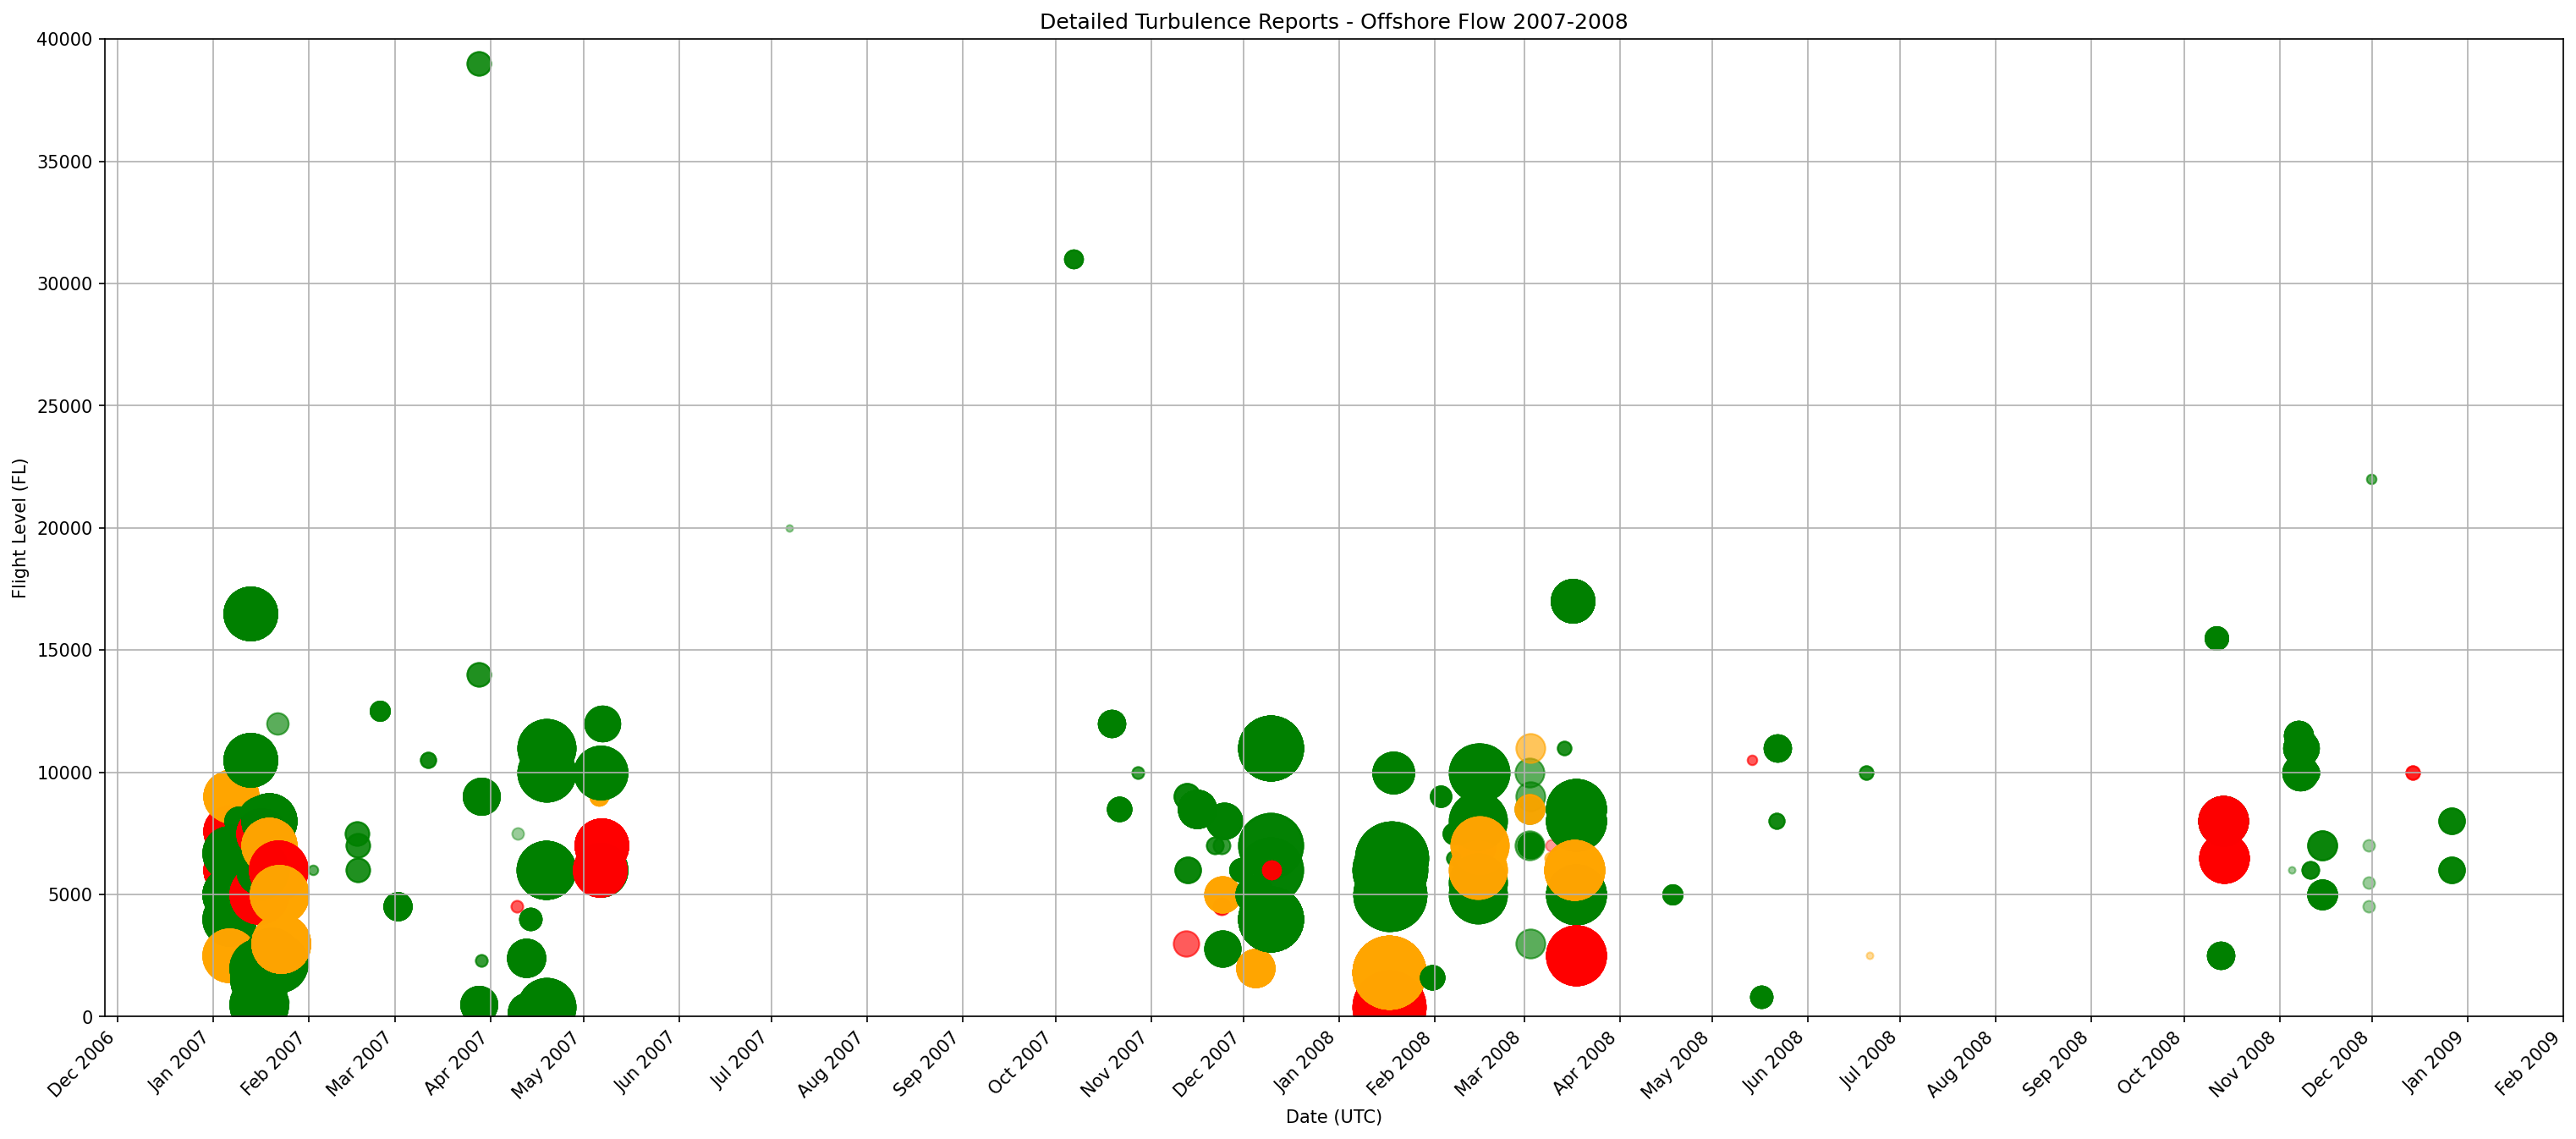 Detailed Turbulence Reports - Offshore Flow 2007-2008
40000
35000
30000
25000
20000
15000
10000
5000
0
Flight Level (FL)
Dec 2006
Jan 2007
Feb 2007
Mar 2007
Apr 2007
May 2007
Jun 2007
Jul 2007
Aug 2007
Sep 2007
Oct 2007
Nov 2007
Dec 2007
Jan 2008
Feb 2008
Mar 2008
Apr 2008
May 2008
Jun 2008
Jul 2008
Aug 2008
Sep 2008
Oct 2008
Nov 2008
Dec 2008
Jan 2009
Feb 2009
Date (UTC)